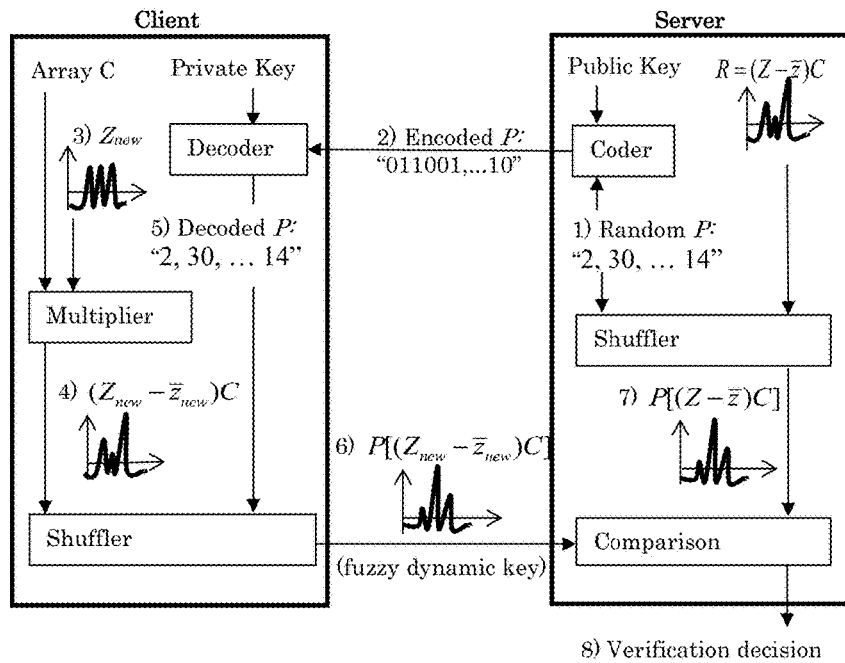 Client
Server
Array C
Private Key
Public Key
R=(Z−z̄)C
3) Z_new
Decoder
2) Encoded P:
“011001,...10”
Coder
5) Decoded P:
“2, 30, … 14”
1) Random P:
“2, 30, … 14”
Multiplier
Shuffler
4) (Z_new − z̄_new)C
6) P[(Z_new − z̄_new)C]
7) P[(Z−z̄)C]
Shuffler
(fuzzy dynamic key)
Comparison
8) Verification decision